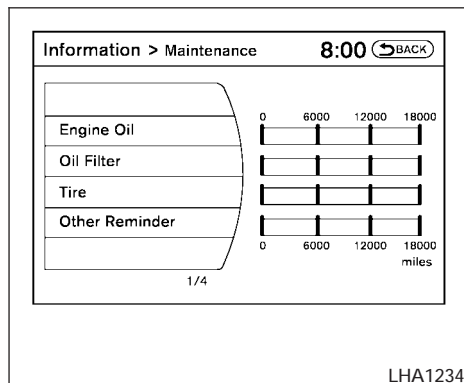 Information > Maintenance 8:00 BACK
Engine Oil
Oil Filter
Tire
Other Reminder
1/4
0 6000 12000 18000
0 6000 12000 18000
miles
LHA1234